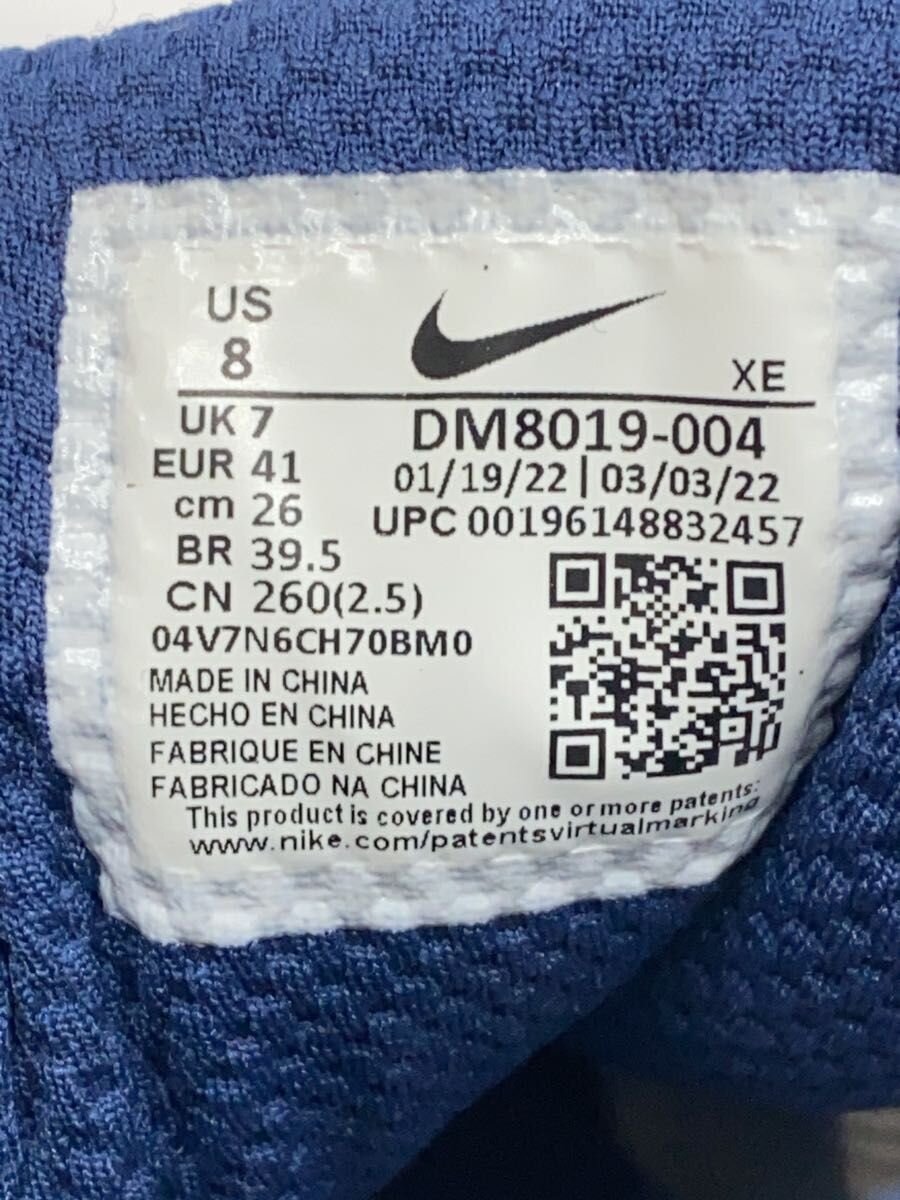 US
8
XE
UK 7
EUR 41
cm 26
BR 39.5
CN 260(2.5)
DM8019-004
01/19/22 | 03/03/22
UPC 00196148832457
04V7N6CH70BM0
MADE IN CHINA
HECHO EN CHINA
FABRIQUE EN CHINE
FABRICADO NA CHINA
This product is covered by one or more patents:
www.nike.com/patentsvirtualmarking